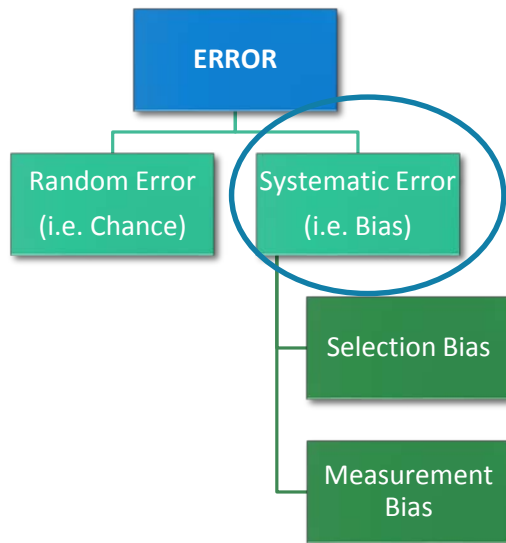 ERROR
Random Error
(i.e. Chance)
Systematic Error
(i.e. Bias)
Selection Bias
Measurement
Bias